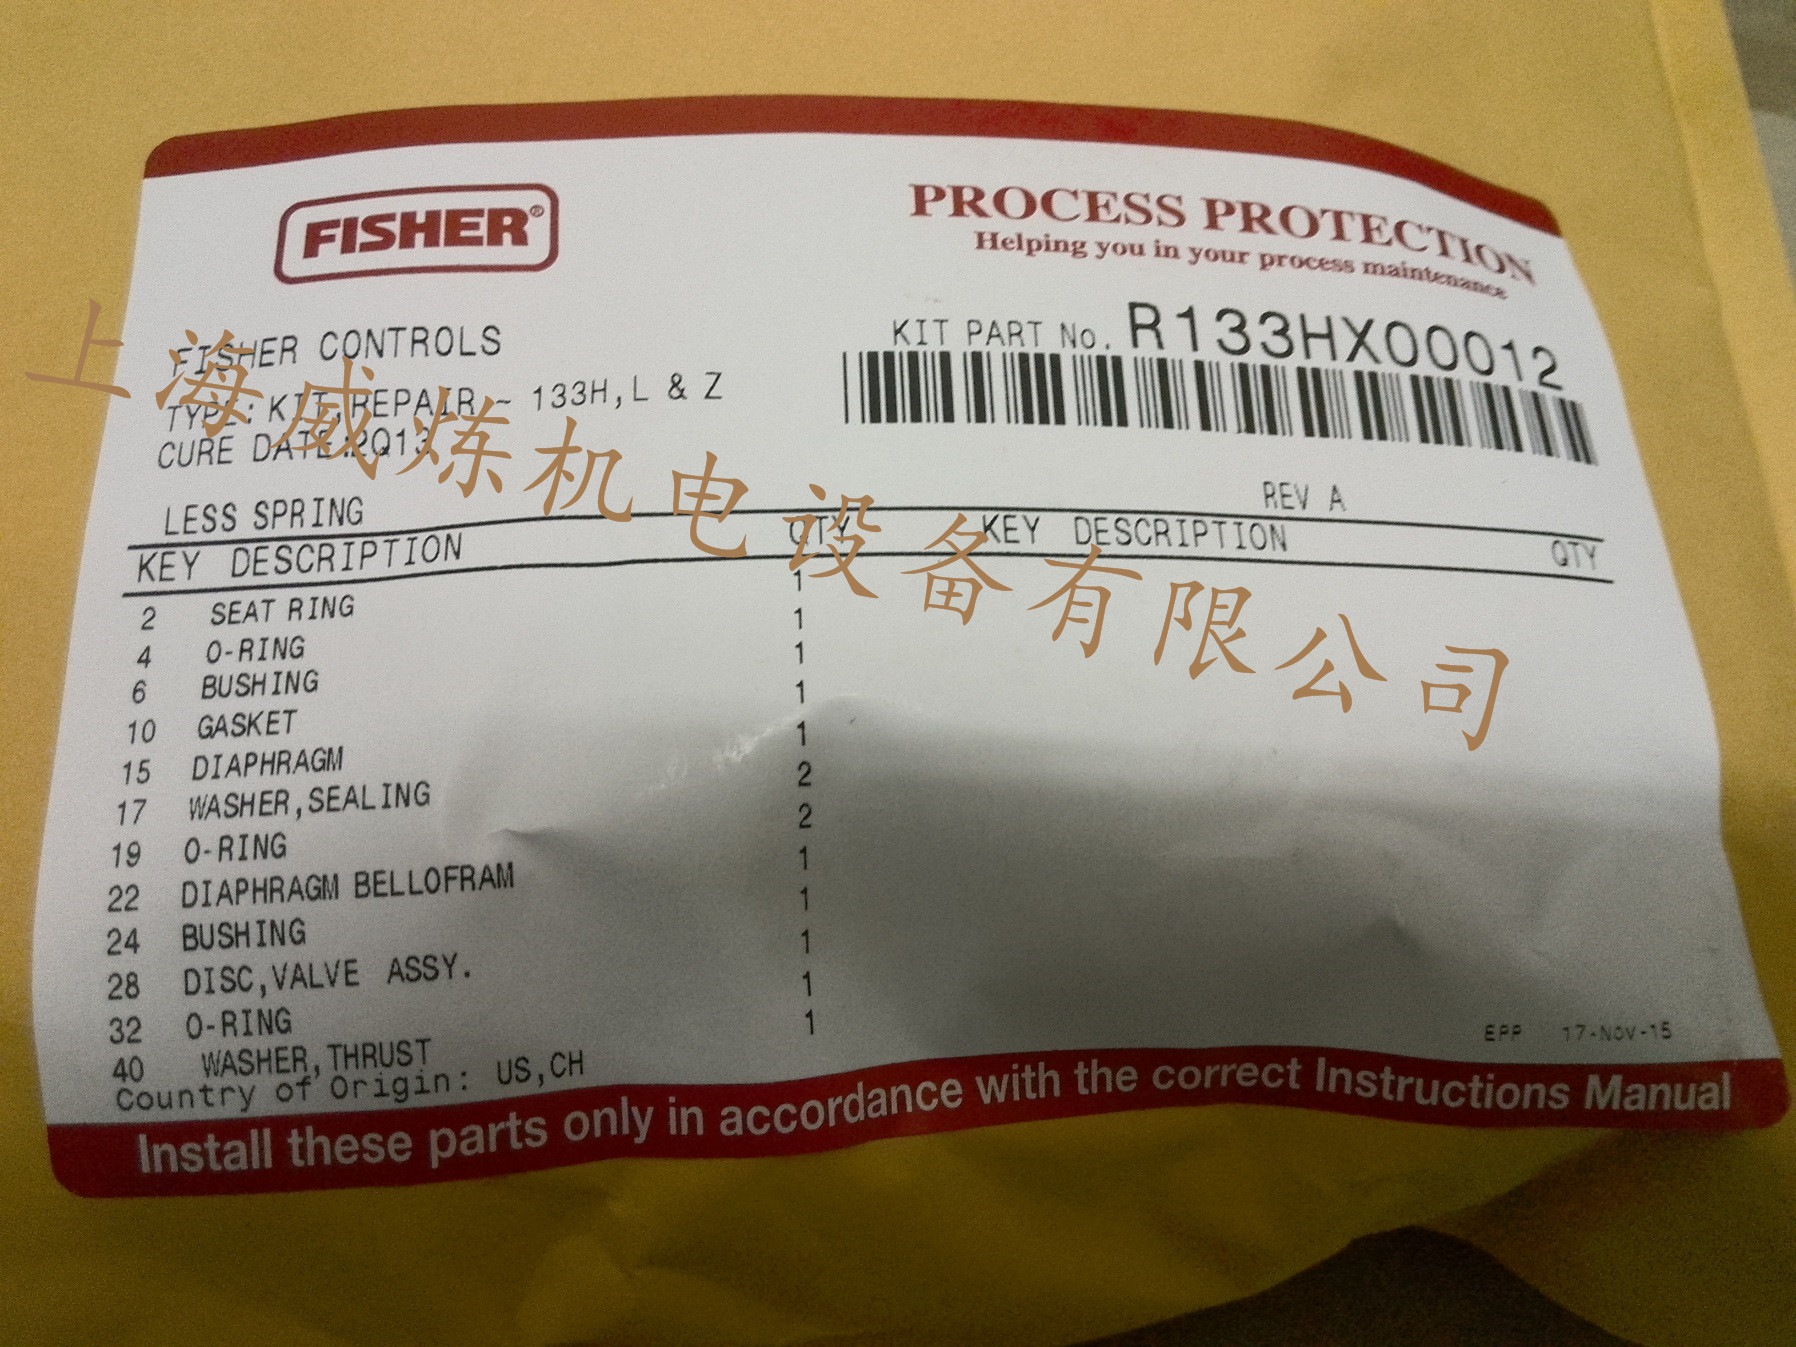 FISHER®
PROCESS PROTECTION
Helping you in your process maintenance
FISHER CONTROLS
KIT PART No. R133HX00012
TYPE: KIT,REPAIR - 133H,L & Z
CURE DATE:2Q13
LESS SPRING
REV A
KEY DESCRIPTION QTY KEY DESCRIPTION QTY
2 SEAT RING 1
4 O-RING 1
6 BUSHING 1
10 GASKET 1
15 DIAPHRAGM 1
17 WASHER,SEALING 2
19 O-RING 2
22 DIAPHRAGM BELLOFRAM 1
24 BUSHING 1
28 DISC,VALVE ASSY. 1
32 O-RING 1
40 WASHER,THRUST 1
Country of Origin: US,CH
EPP 17-Nov-15
Install these parts only in accordance with the correct Instructions Manual
上海威炼机电设备有限公司